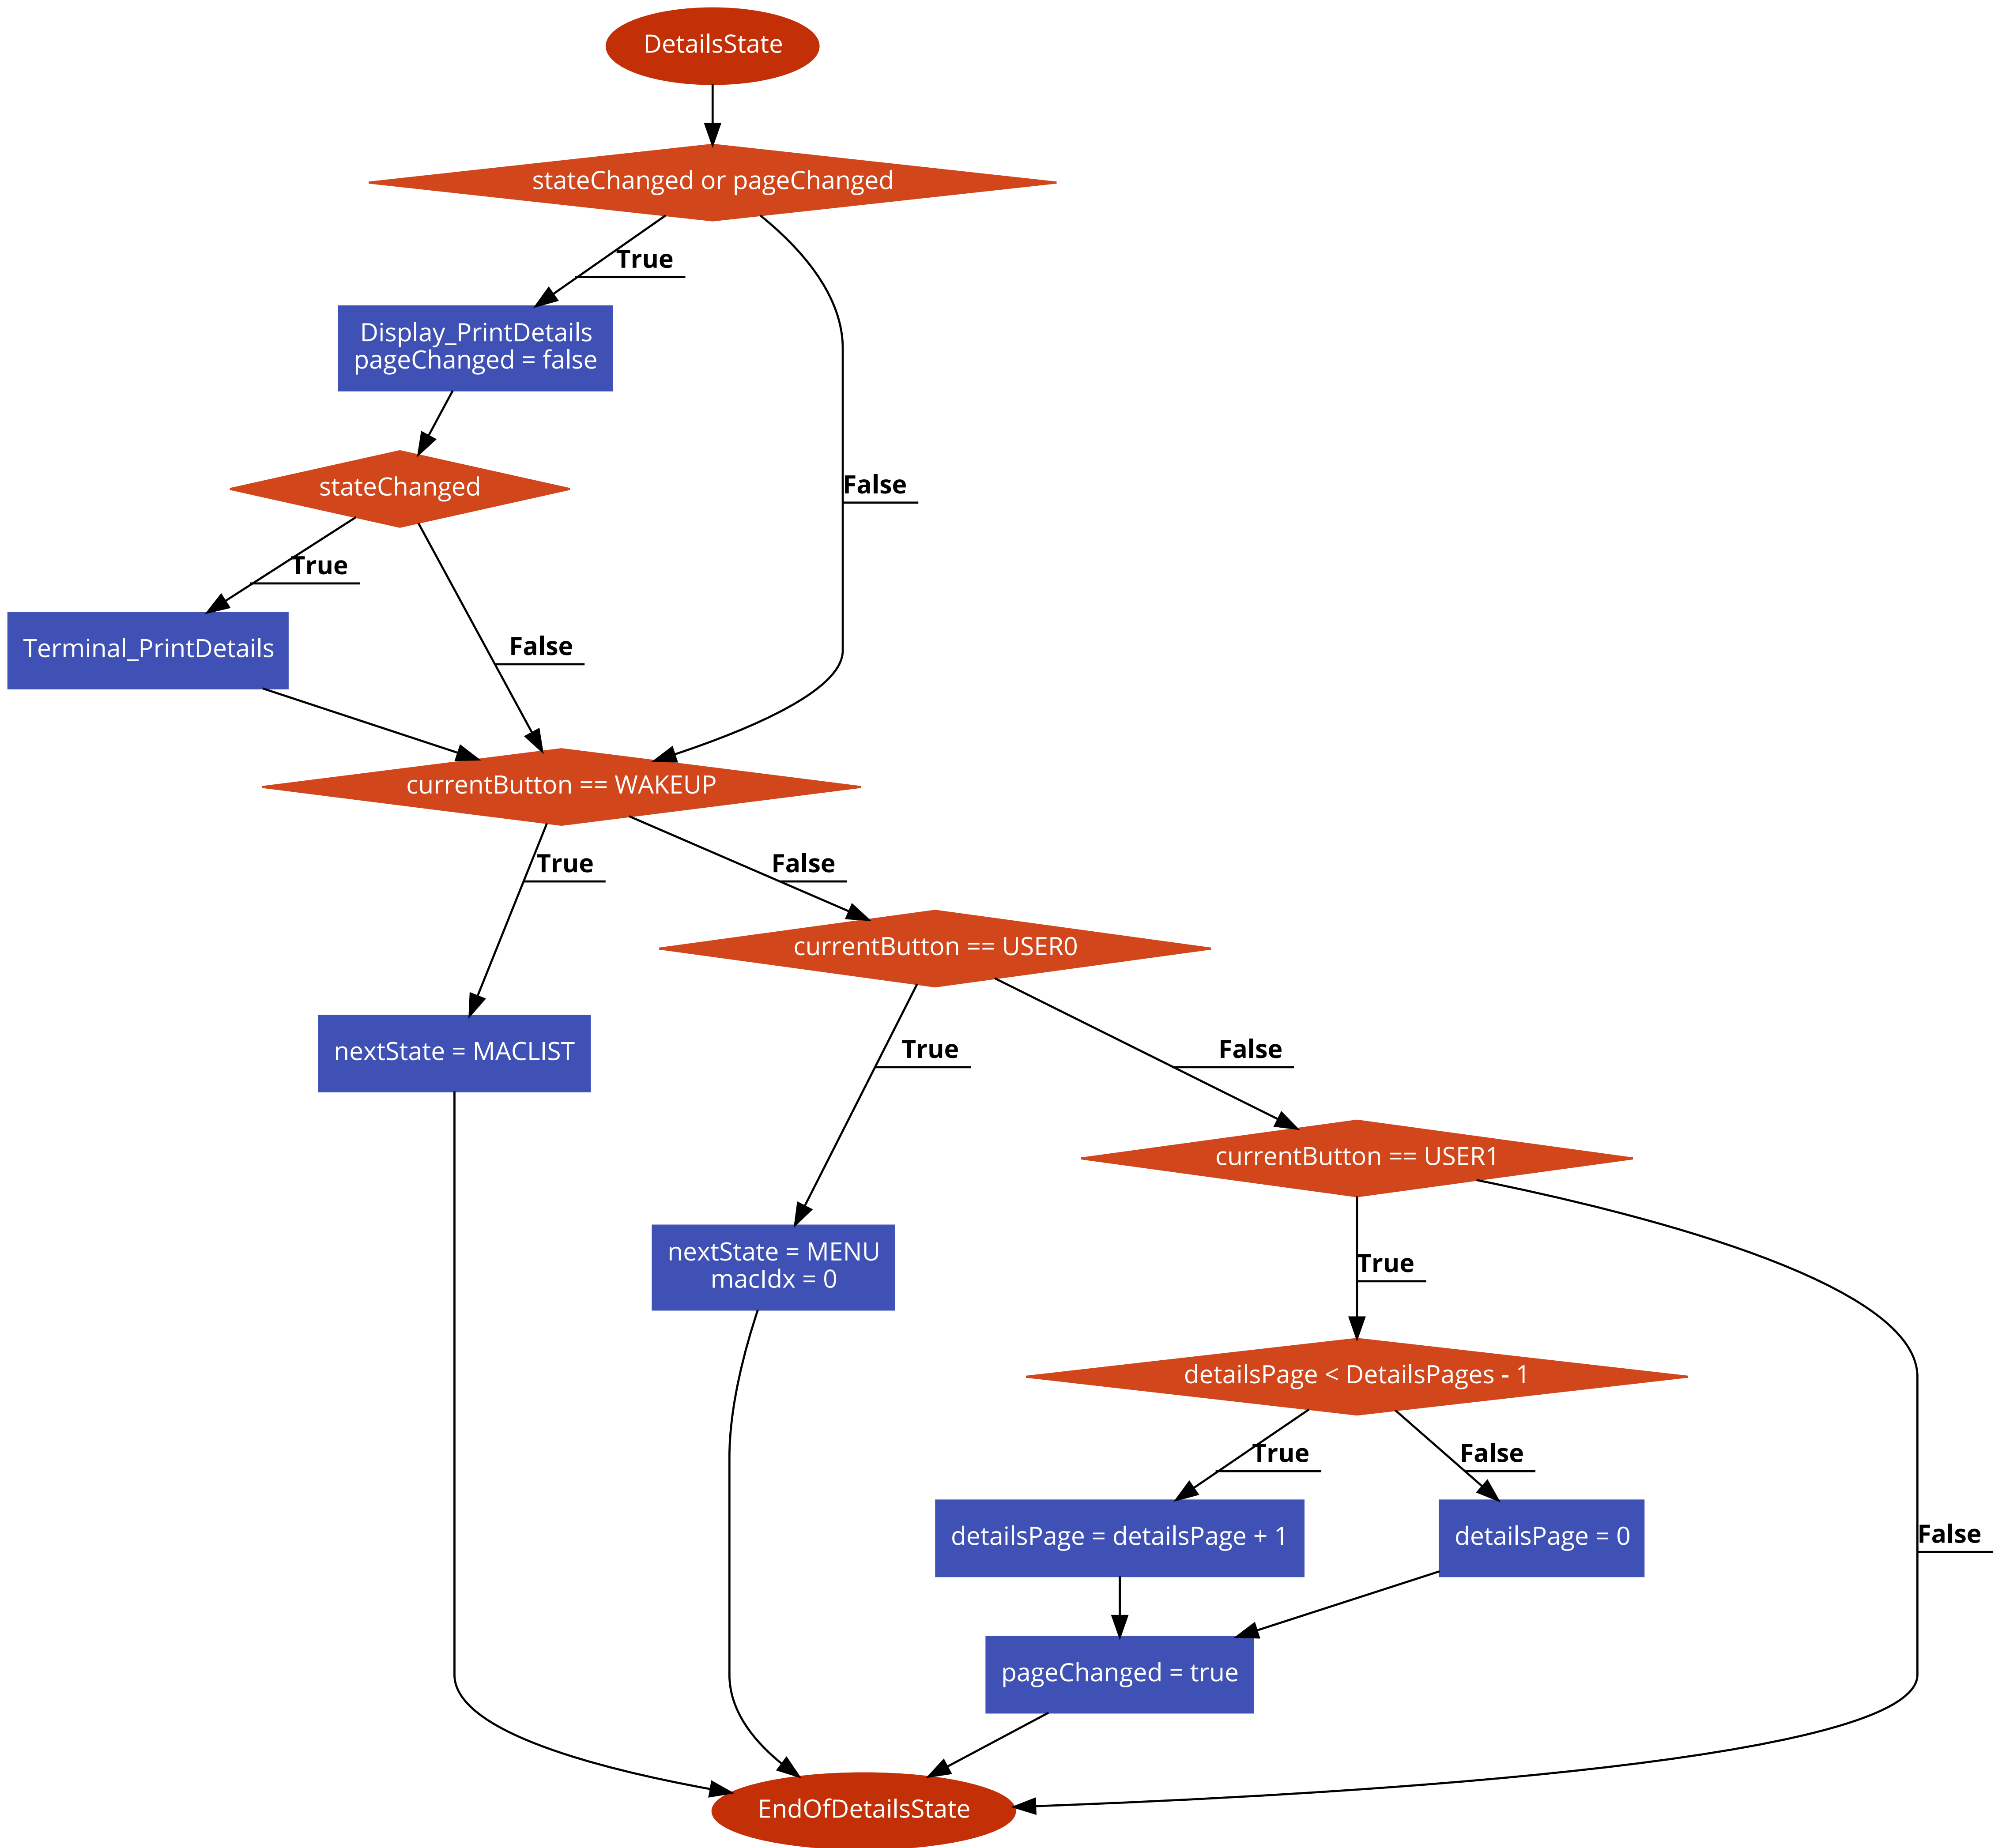 DetailsState
stateChanged or pageChanged
True
Display_PrintDetails
pageChanged = false
stateChanged
False
True
Terminal_PrintDetails
False
currentButton == WAKEUP
True
False
currentButton == USER0
nextState = MACLIST
True
False
currentButton == USER1
nextState = MENU
macIdx = 0
True
detailsPage < DetailsPages - 1
True
False
detailsPage = detailsPage + 1
detailsPage = 0
False
pageChanged = true
EndOfDetailsState